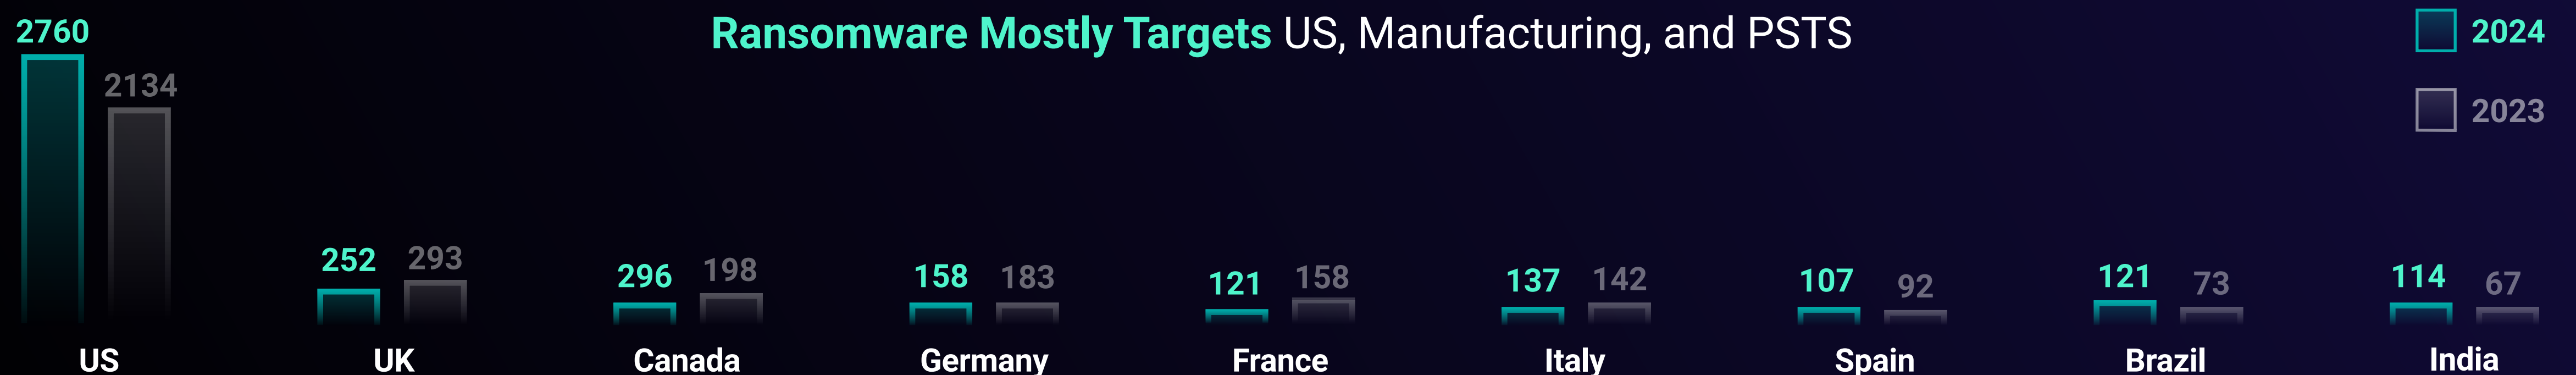 Ransomware Mostly Targets US, Manufacturing, and PSTS
2024
2023
2760
2134
US
252
293
UK
296
198
Canada
158
183
Germany
121
158
France
137
142
Italy
107
92
Spain
121
73
Brazil
114
67
India